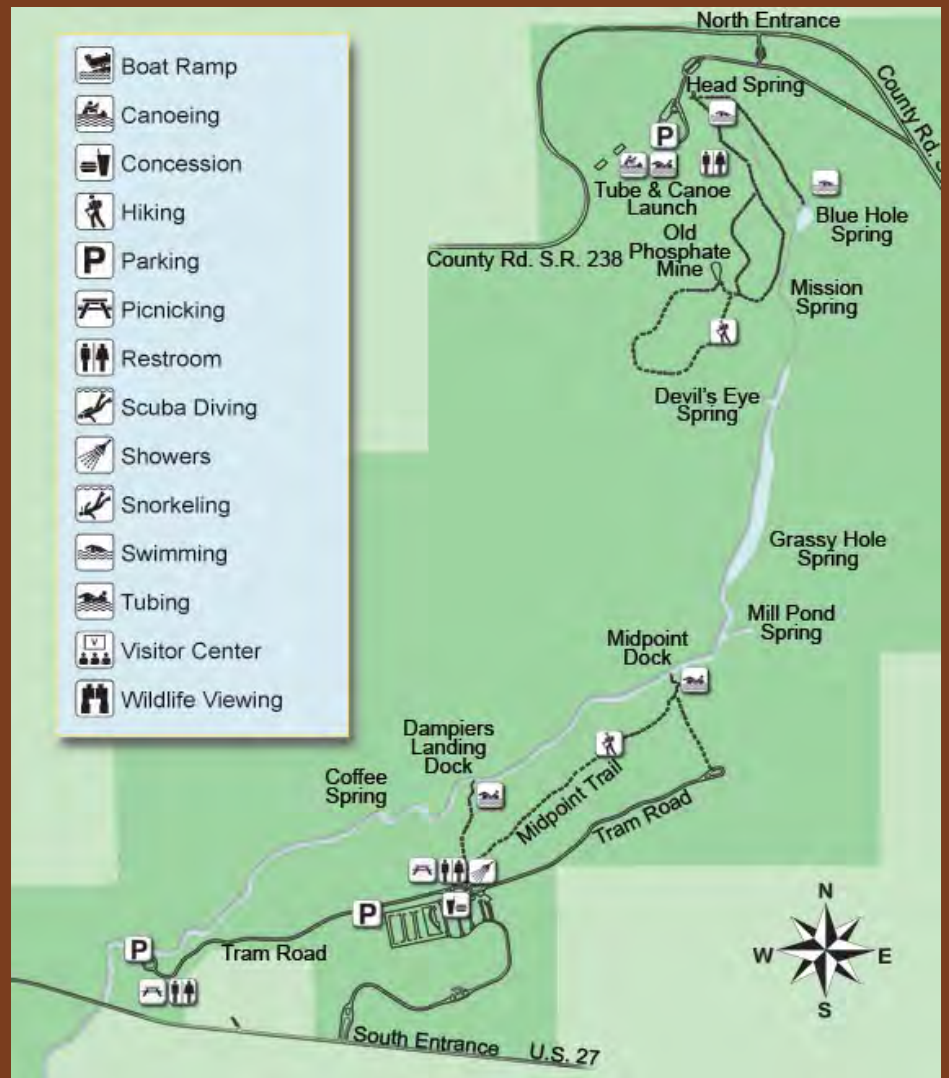 Boat Ramp
Canoeing
Concession
Hiking
P Parking
Picnicking
Restroom
Scuba Diving
Showers
Snorkeling
Swimming
Tubing
V
Visitor Center
Wildlife Viewing
North Entrance
County Rd. S
Head Spring
P
Tube & Canoe
Launch
Blue Hole
Spring
County Rd. S.R. 238
Old
Phosphate
Mine
Mission
Spring
Devil's Eye
Spring
Grassy Hole
Spring
Mill Pond
Spring
Midpoint
Dock
Dampiers
Landing
Dock
Coffee
Spring
Midpoint Trail
Tram Road
P
P
Tram Road
N
W
E
S
South Entrance
U.S. 27